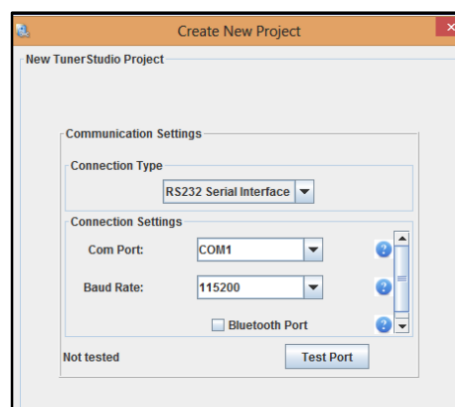 Create New Project
New TunerStudio Project
Communication Settings
Connection Type
RS232 Serial Interface
Connection Settings
Com Port: COM1
Baud Rate: 115200
Bluetooth Port
Not tested Test Port